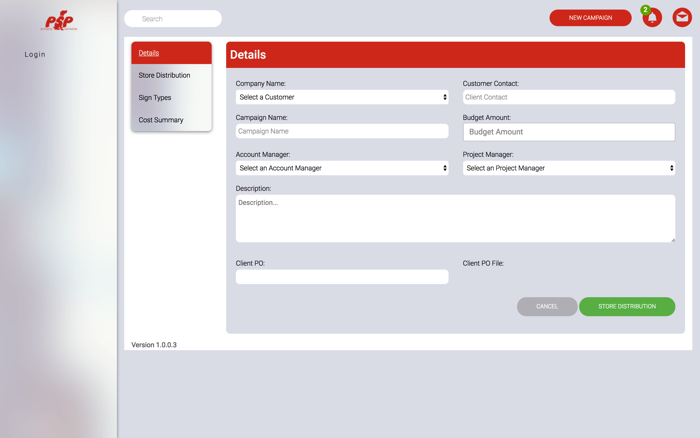 PSP
Login
Search
NEW CAMPAIGN
2
Details
Store Distribution
Sign Types
Cost Summary
Details
Company Name:
Select a Customer
Customer Contact:
Client Contact
Campaign Name:
Campaign Name
Budget Amount:
Budget Amount
Account Manager:
Select an Account Manager
Project Manager:
Select an Project Manager
Description:
Description...
Client PO:
Client PO File:
CANCEL
STORE DISTRIBUTION
Version 1.0.0.3